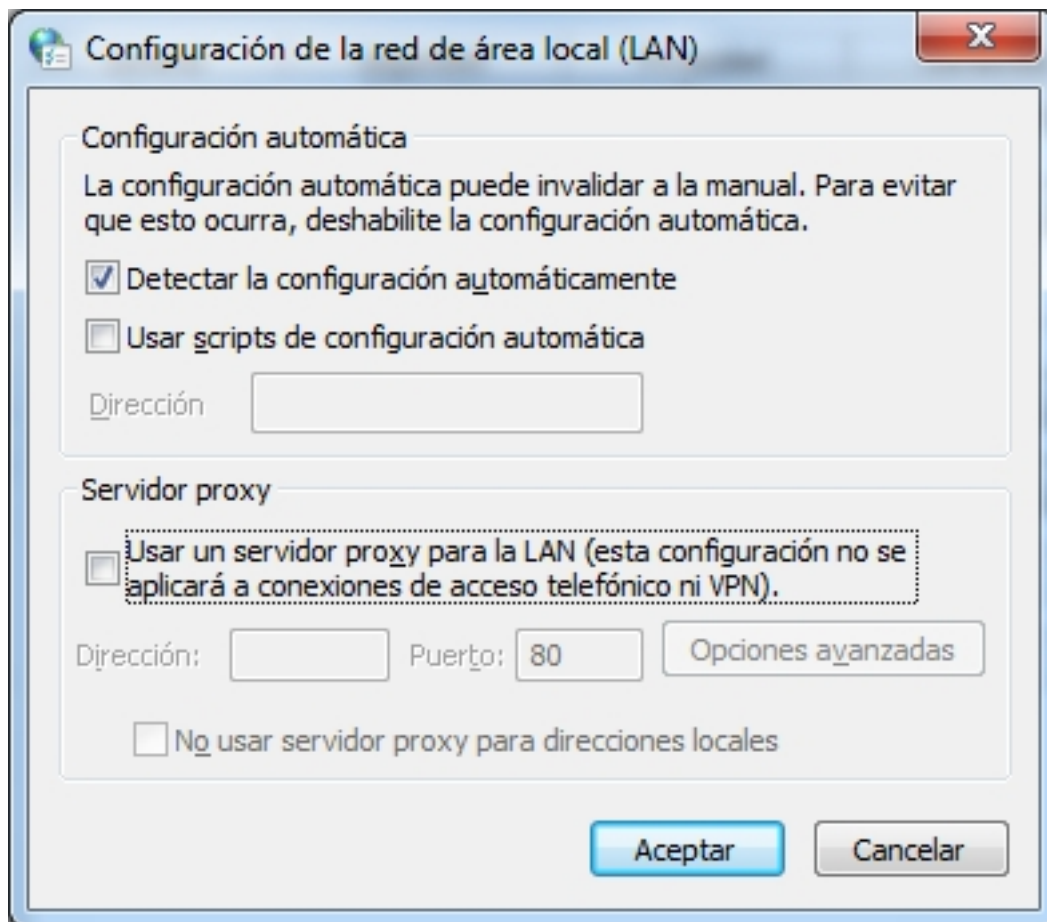 Configuración de la red de área local (LAN)
Configuración automática
La configuración automática puede invalidar a la manual. Para evitar
que esto ocurra, deshabilite la configuración automática.
Detectar la configuración automáticamente
Usar scripts de configuración automática
Dirección
Servidor proxy
Usar un servidor proxy para la LAN (esta configuración no se
aplicará a conexiones de acceso telefónico ni VPN).
Dirección: Puerto: 80 Opciones avanzadas
No usar servidor proxy para direcciones locales
Aceptar Cancelar